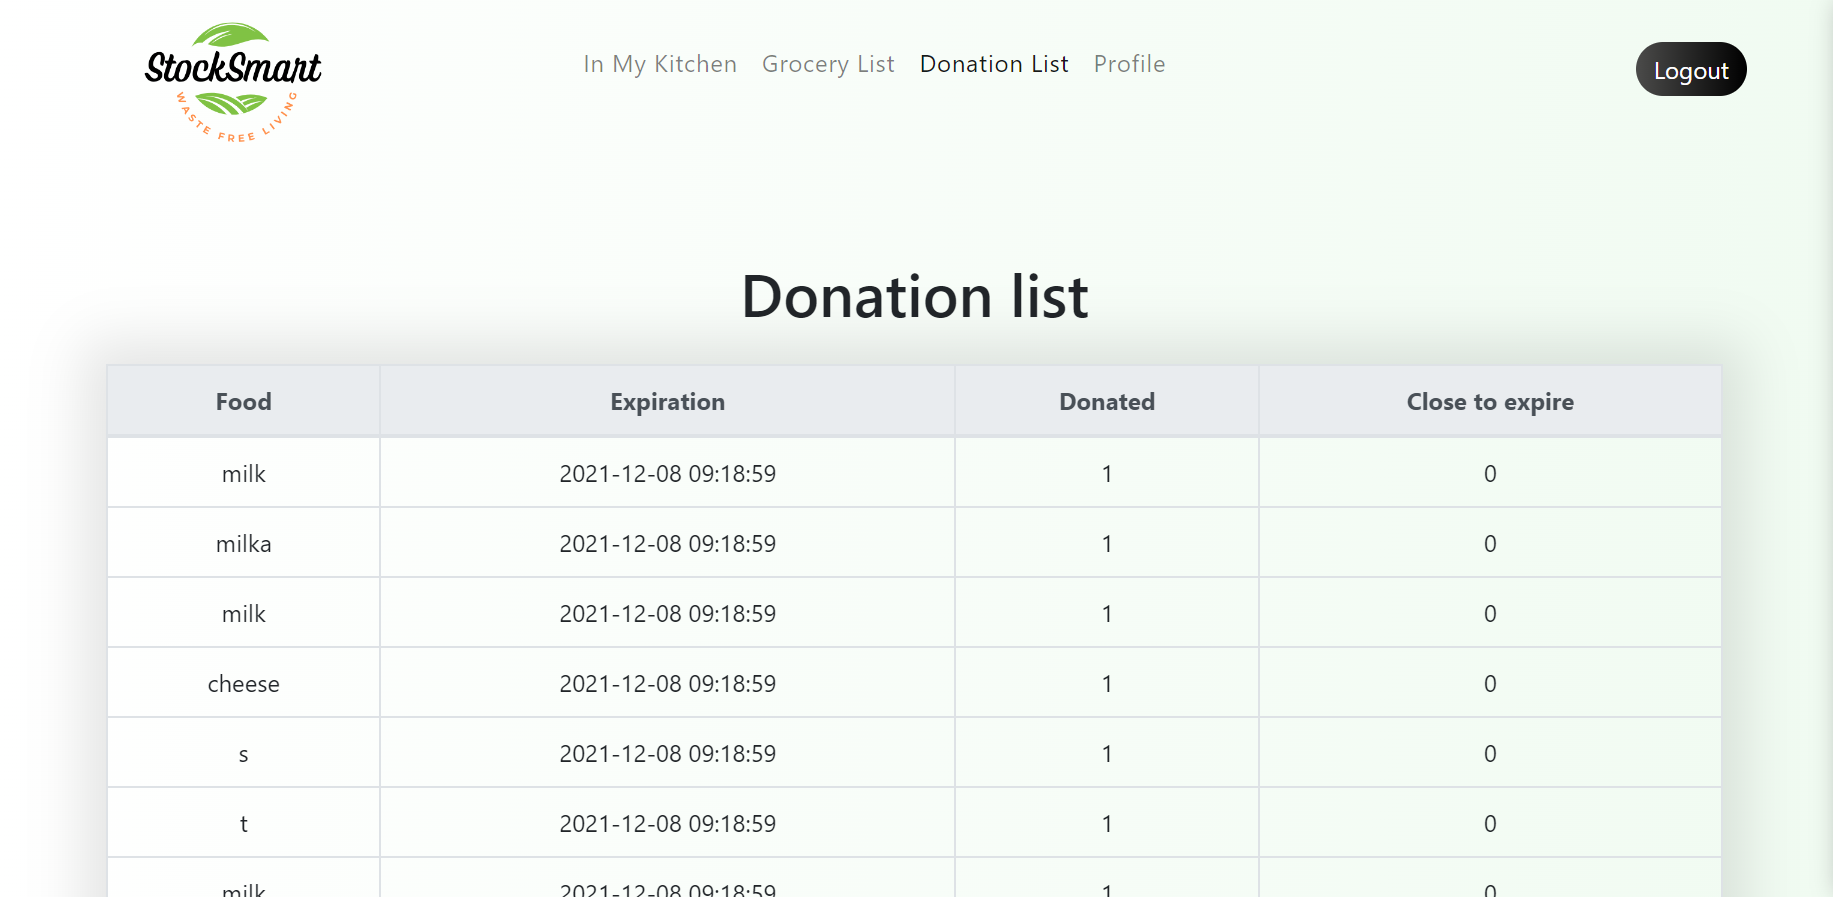 StockSmart
WASTE FREE LIVING
In My Kitchen Grocery List Donation List Profile
Logout
Donation list
Food Expiration Donated Close to expire
milk 2021-12-08 09:18:59 1 0
milka 2021-12-08 09:18:59 1 0
milk 2021-12-08 09:18:59 1 0
cheese 2021-12-08 09:18:59 1 0
s 2021-12-08 09:18:59 1 0
t 2021-12-08 09:18:59 1 0
milk 2021-12-08 09:18:59 1 0